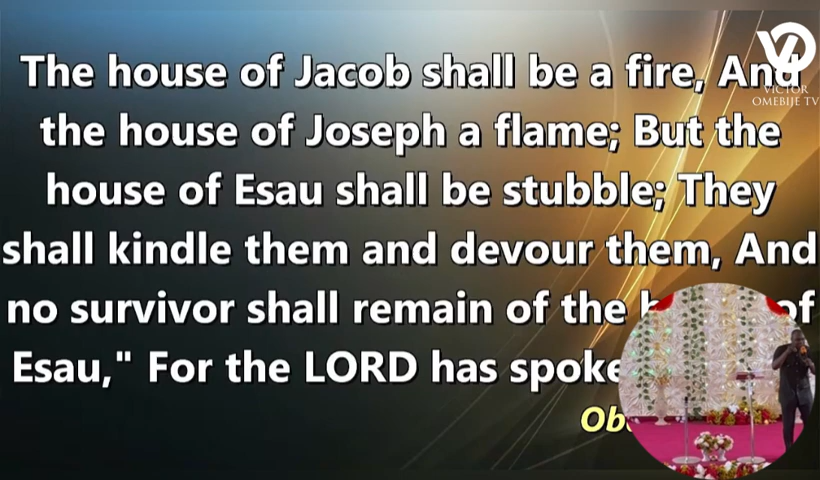 The house of Jacob shall be a fire, And
the house of Joseph a flame; But the
house of Esau shall be stubble; They
shall kindle them and devour them, And
no survivor shall remain of the of
Esau," For the LORD has
VICTOR
OMEBIJE TV